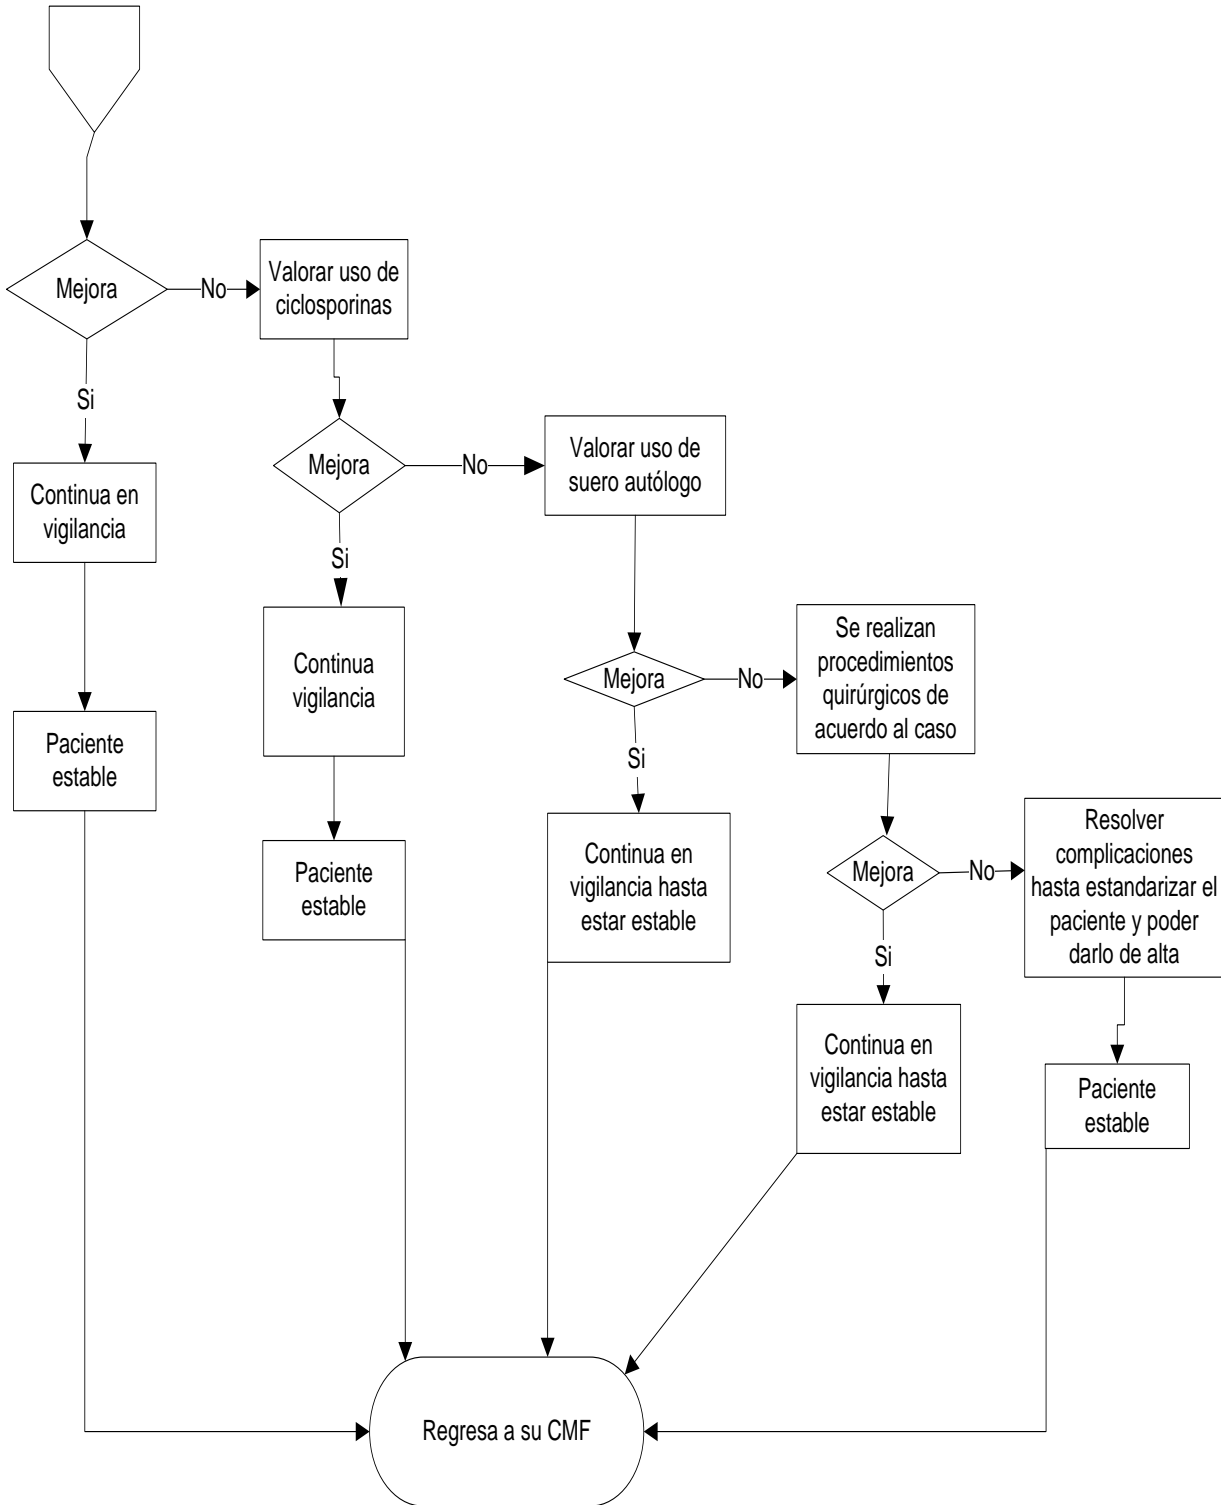 Mejora
No
Valorar uso de
ciclosporinas
Si
Continua en
vigilancia
Paciente
estable
Mejora
No
Valorar uso de
suero autólogo
Si
Continua
vigilancia
Paciente
estable
Mejora
No
Se realizan
procedimientos
quirúrgicos de
acuerdo al caso
Si
Continua en
vigilancia hasta
estar estable
Mejora
No
Resolver
complicaciones
hasta estandarizar el
paciente y poder
darlo de alta
Si
Continua en
vigilancia hasta
estar estable
Paciente
estable
Regresa a su CMF